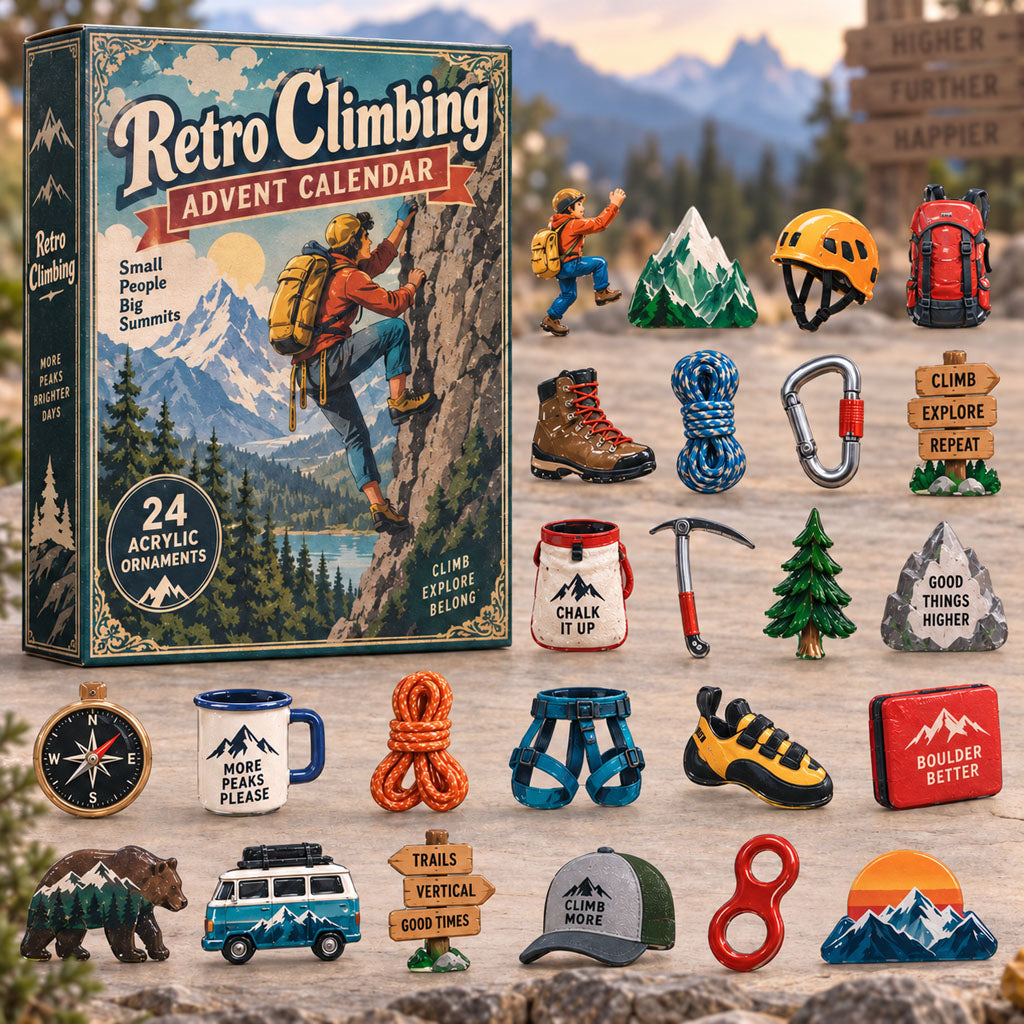 Retro Climbing
ADVENT CALENDAR
Small
People
Big
Summits
24
ACRYLIC
ORNAMENTS
CLIMB
EXPLORE
BELONG
Retro
Climbing
MORE
PEAKS
BRIGHTER
DAYS
HIGHER
FURTHER
HAPPIER
CLIMB
EXPLORE
REPEAT
CHALK
IT UP
GOOD
THINGS
HIGHER
N
W E
S
MORE
PEAKS
PLEASE
BOULDER
BETTER
TRAILS
VERTICAL
GOOD TIMES
CLIMB
MORE